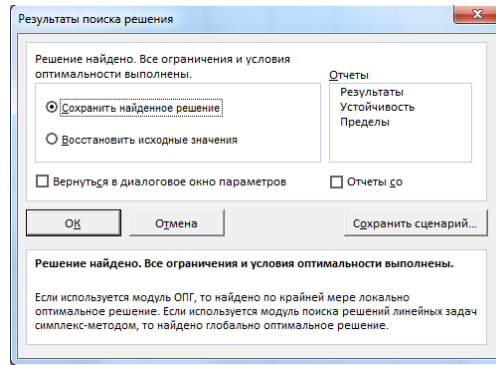 Результаты поиска решения
Решение найдено. Все ограничения и условия
оптимальности выполнены.
Отчеты
Результаты
Устойчивость
Пределы
Сохранить найденное решение
Восстановить исходные значения
Вернуться в диалоговое окно параметров
Отчеты со
ОК
Отмена
Сохранить сценарий...
Решение найдено. Все ограничения и условия оптимальности выполнены.
Если используется модуль ОПГ, то найдено по крайней мере локально
оптимальное решение. Если используется модуль поиска решений линейных задач
симплекс-методом, то найдено глобально оптимальное решение.